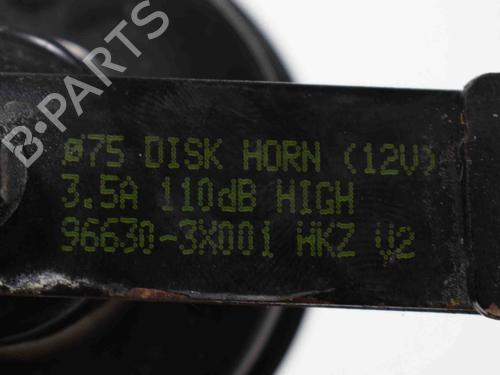 B-PARTS
ø75 DISK HORN (12V)
3.5A 110dB HIGH
96630-3X001 HKZ V2